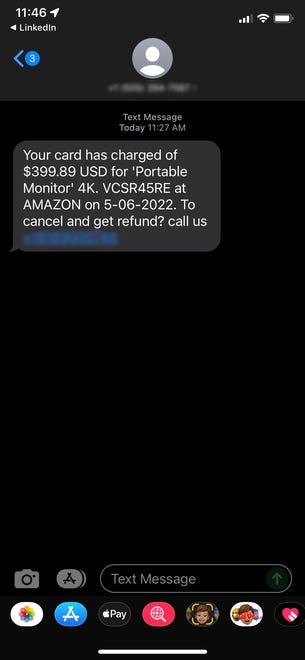 11:46
LinkedIn
3
Text Message
Today 11:27 AM
Your card has charged of
$399.89 USD for 'Portable
Monitor' 4K. VCSR45RE at
AMAZON on 5-06-2022. To
cancel and get refund? call us
Text Message
Pay